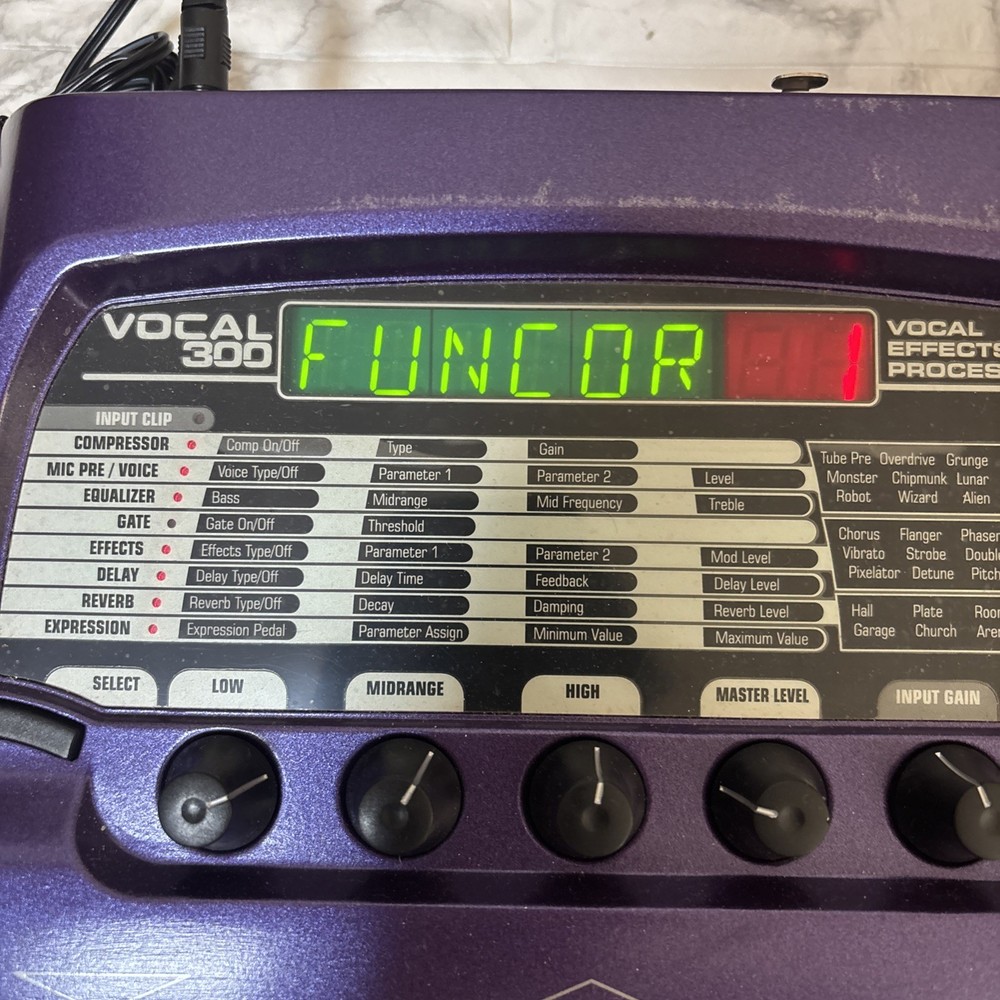 VOCAL
300
FUNCOR 1
VOCAL
EFFECTS
PROCES
INPUT CLIP
COMPRESSOR Comp On/Off Type Gain
MIC PRE / VOICE Voice Type/Off Parameter 1 Parameter 2 Level
EQUALIZER Bass Midrange Mid Frequency Treble
GATE Gate On/Off Threshold
EFFECTS Effects Type/Off Parameter 1 Parameter 2 Mod Level
DELAY Delay Type/Off Delay Time Feedback Delay Level
REVERB Reverb Type/Off Decay Damping Reverb Level
EXPRESSION Expression Pedal Parameter Assign Minimum Value Maximum Value
Tube Pre Overdrive Grunge
Monster Chipmunk Lunar
Robot Wizard Alien
Chorus Flanger Phaser
Vibrato Strobe Doubl
Pixelator Detune Pitch
Hall Plate Roo
Garage Church Are
SELECT LOW MIDRANGE HIGH MASTER LEVEL INPUT GAIN